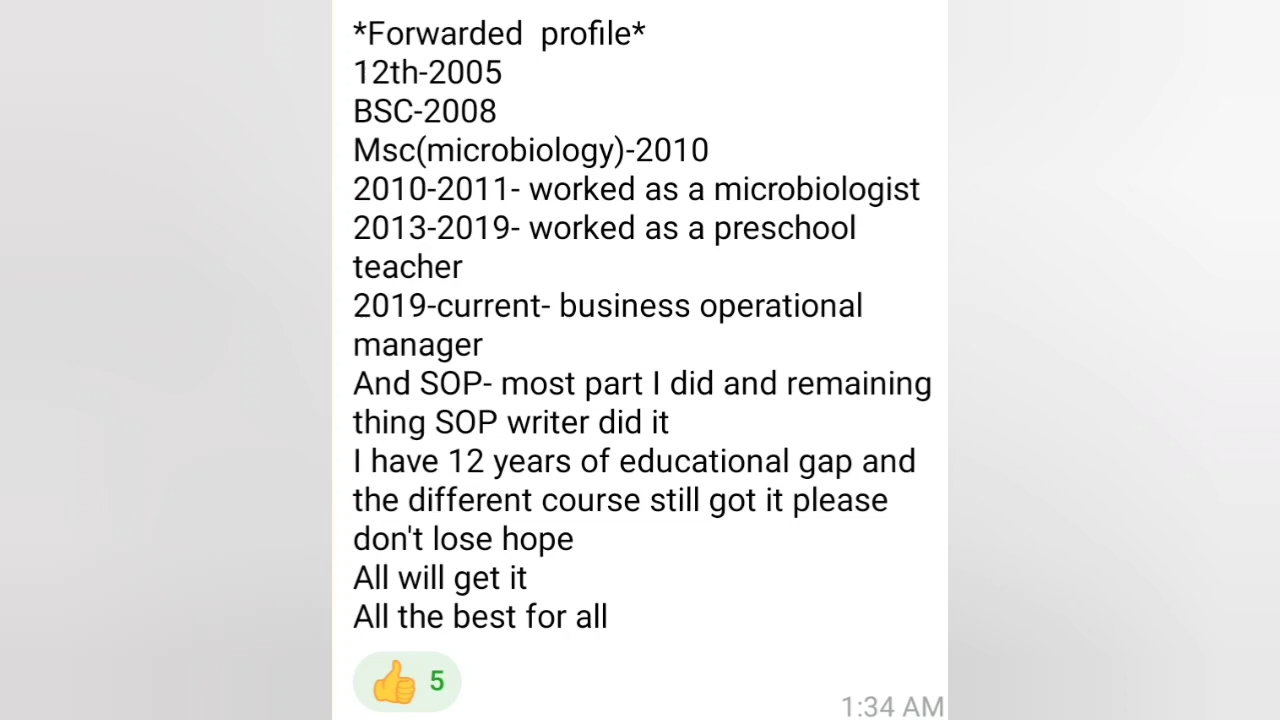 *Forwarded  profile*
12th-2005
BSC-2008
Msc(microbiology)-2010
2010-2011- worked as a microbiologist
2013-2019- worked as a preschool
teacher
2019-current- business operational
manager
And SOP- most part I did and remaining
thing SOP writer did it
I have 12 years of educational gap and
the different course still got it please
don't lose hope
All will get it
All the best for all
👍 5
1:34 AM